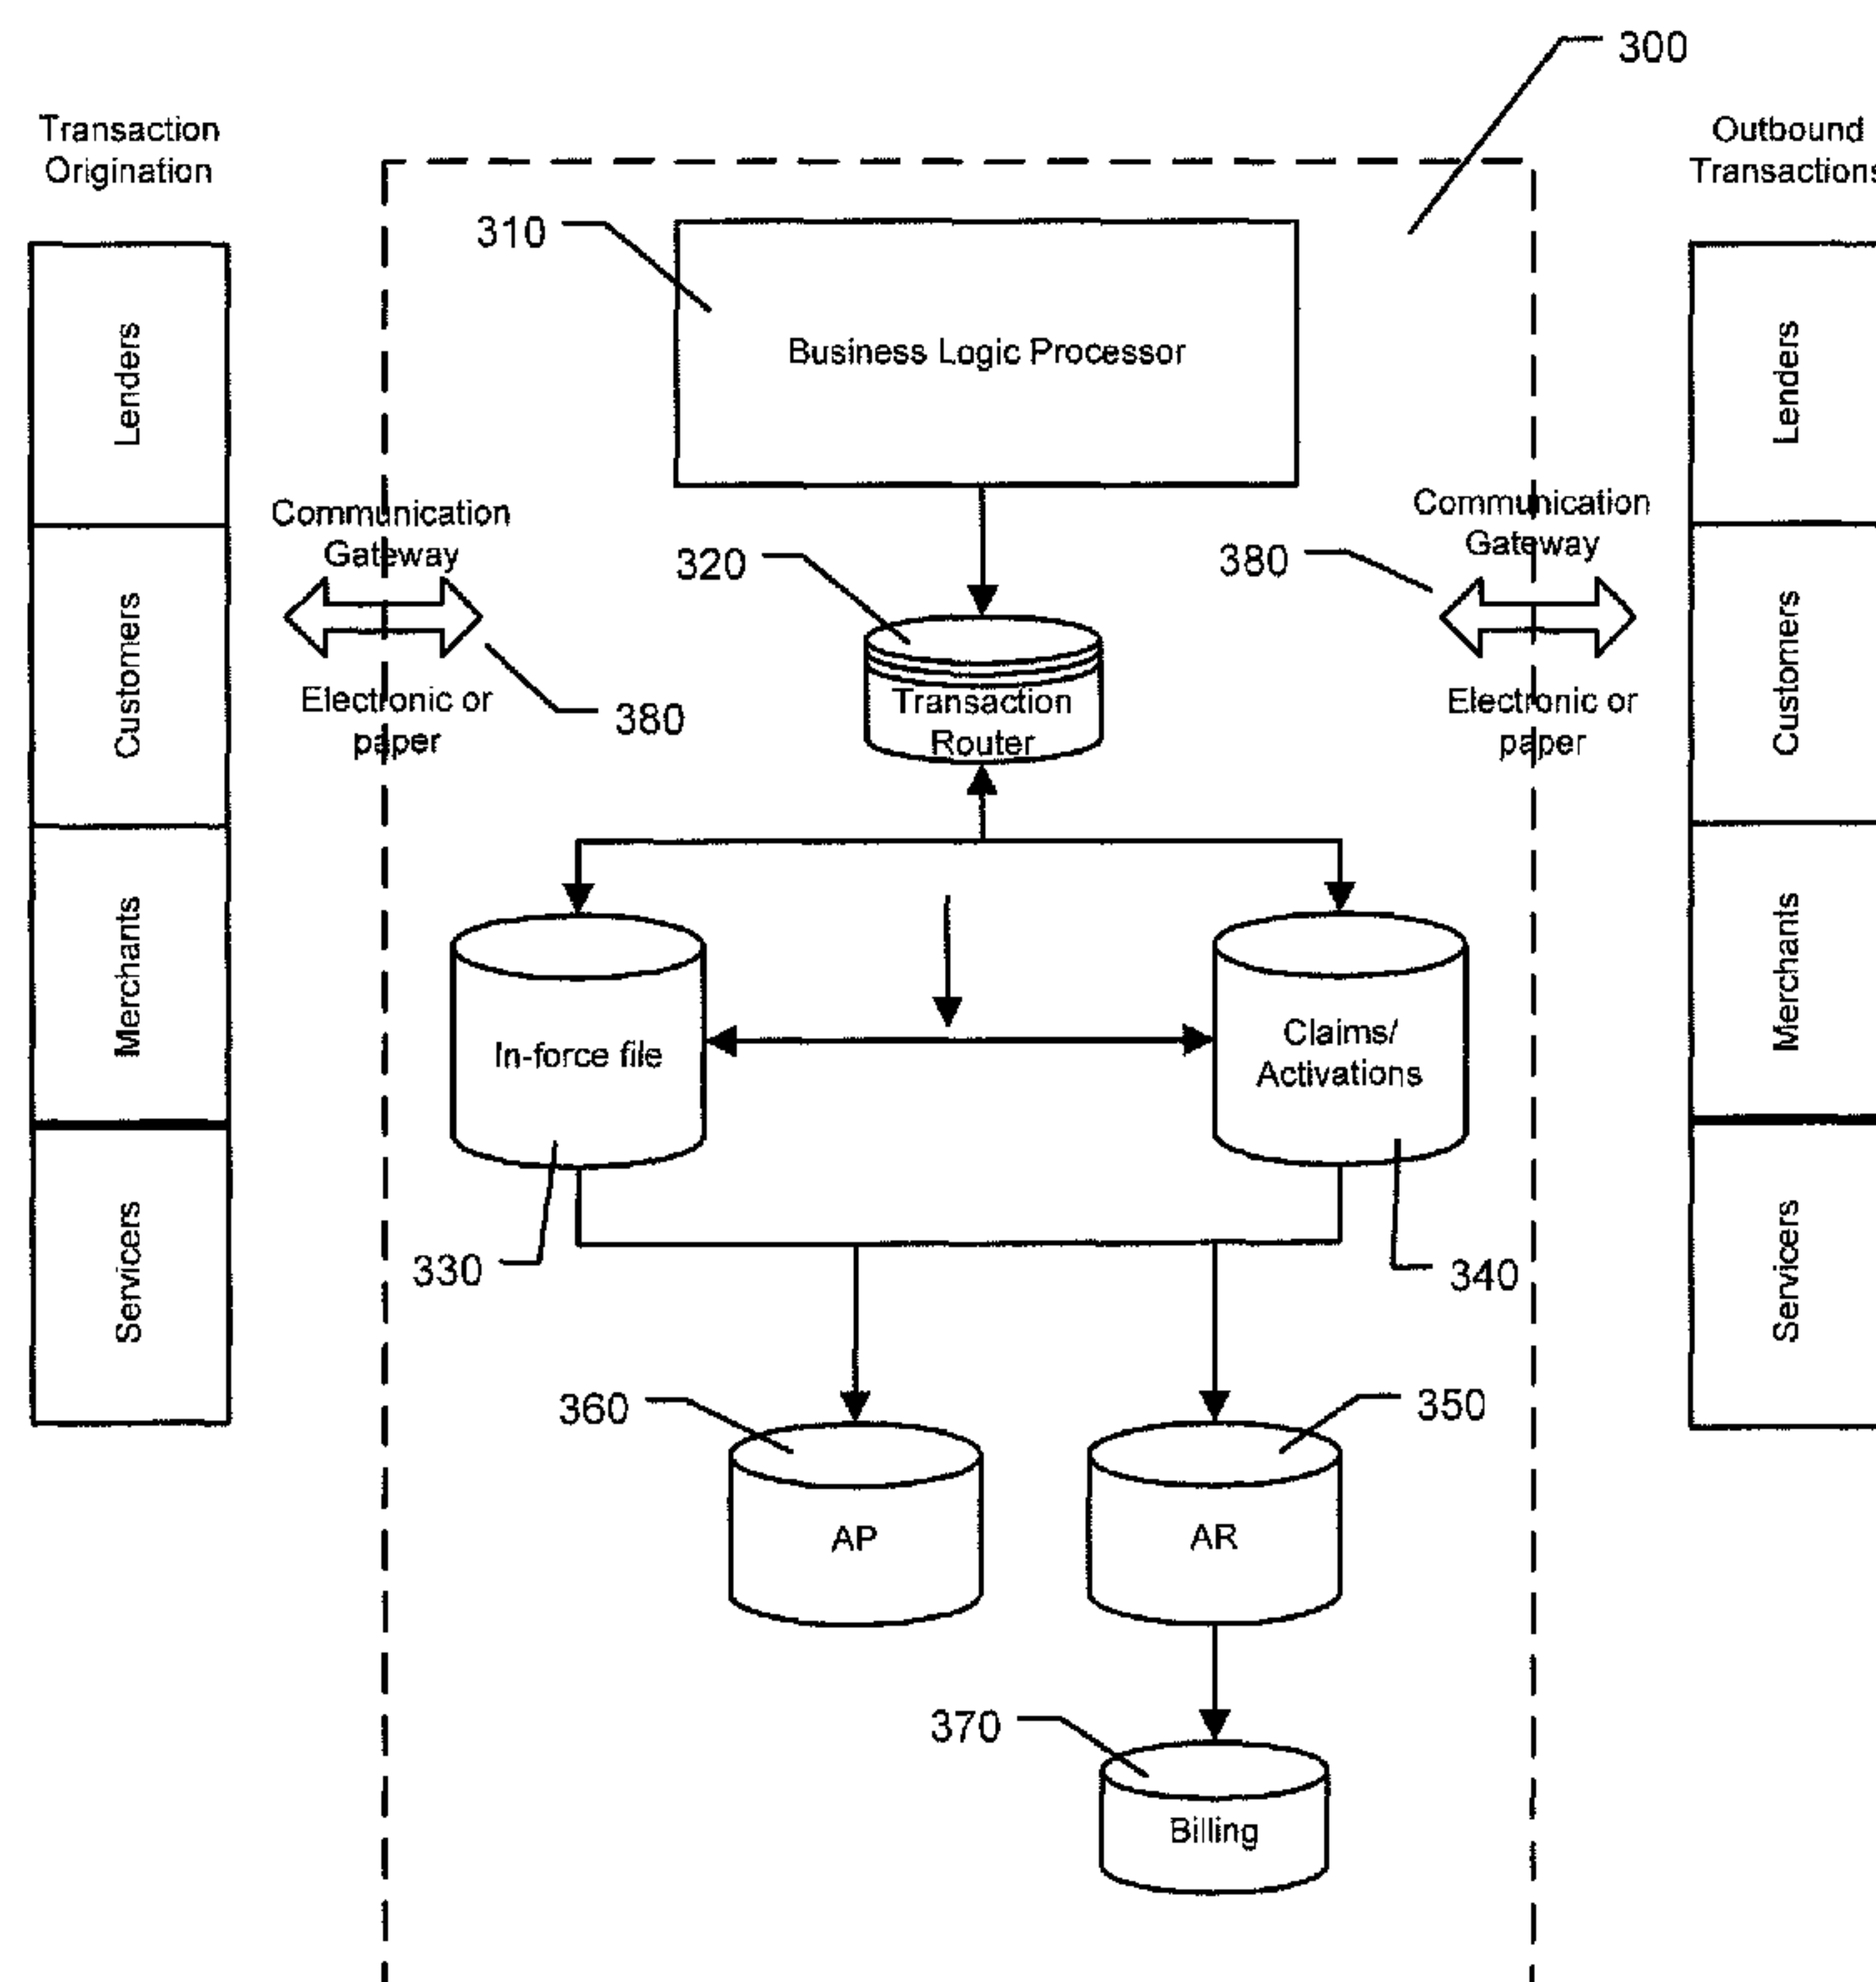 300
Transaction
Origination
Outbound
Transactions
310
Business Logic Processor
Lenders
Lenders
Communication
Gateway
Communication
Gateway
320
380
Customers
Customers
Electronic or
paper
380
Transaction
Router
Electronic or
paper
Merchants
Merchants
In-force file
Claims/
Activations
330
340
Servicers
Servicers
360
350
AP
AR
370
Billing